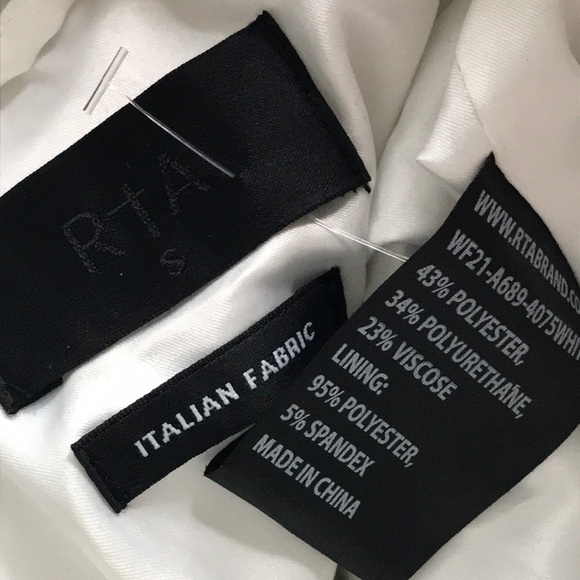 RtA
S
ITALIAN FABRIC
WWW.RTABRAND.C
WF21-A689-4075WHI
43% POLYESTER,
34% POLYURETHANE,
23% VISCOSE
LINING:
95% POLYESTER,
5% SPANDEX
MADE IN CHINA